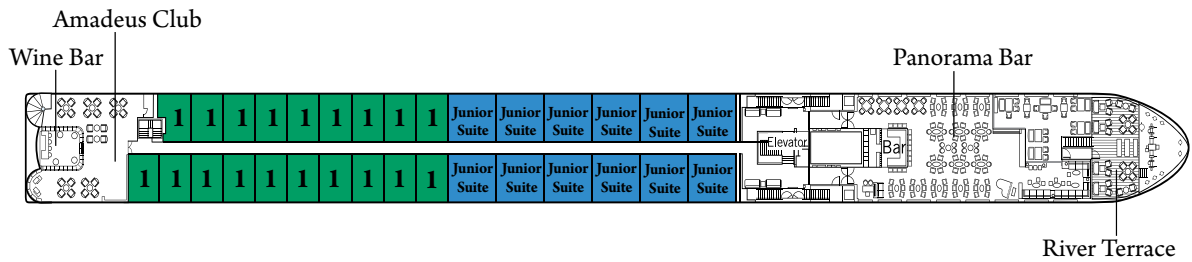 Amadeus Club
Wine Bar
Panorama Bar
1 1 1 1 1 1 1 1 1 Junior Suite Junior Suite Junior Suite Junior Suite Junior Suite Junior Suite
Elevator
Bar
1 1 1 1 1 1 1 1 1 1 Junior Suite Junior Suite Junior Suite Junior Suite Junior Suite Junior Suite
River Terrace